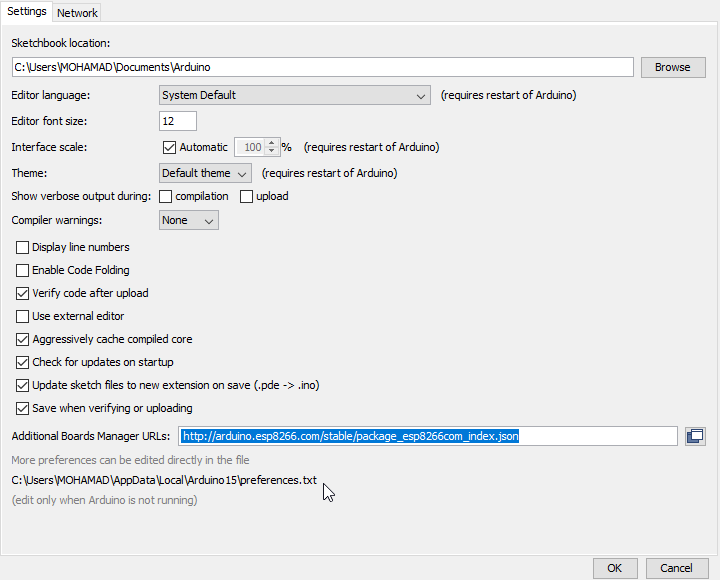 Settings Network
Sketchbook location:
C:\Users\MOHAMAD\Documents\Arduino Browse
Editor language: System Default (requires restart of Arduino)
Editor font size: 12
Interface scale: Automatic 100 % (requires restart of Arduino)
Theme: Default theme (requires restart of Arduino)
Show verbose output during: compilation upload
Compiler warnings: None
Display line numbers
Enable Code Folding
Verify code after upload
Use external editor
Aggressively cache compiled core
Check for updates on startup
Update sketch files to new extension on save (.pde -> .ino)
Save when verifying or uploading
Additional Boards Manager URLs: http://arduino.esp8266.com/stable/package_esp8266com_index.json
More preferences can be edited directly in the file
C:\Users\MOHAMAD\AppData\Local\Arduino15\preferences.txt
(edit only when Arduino is not running)
OK Cancel